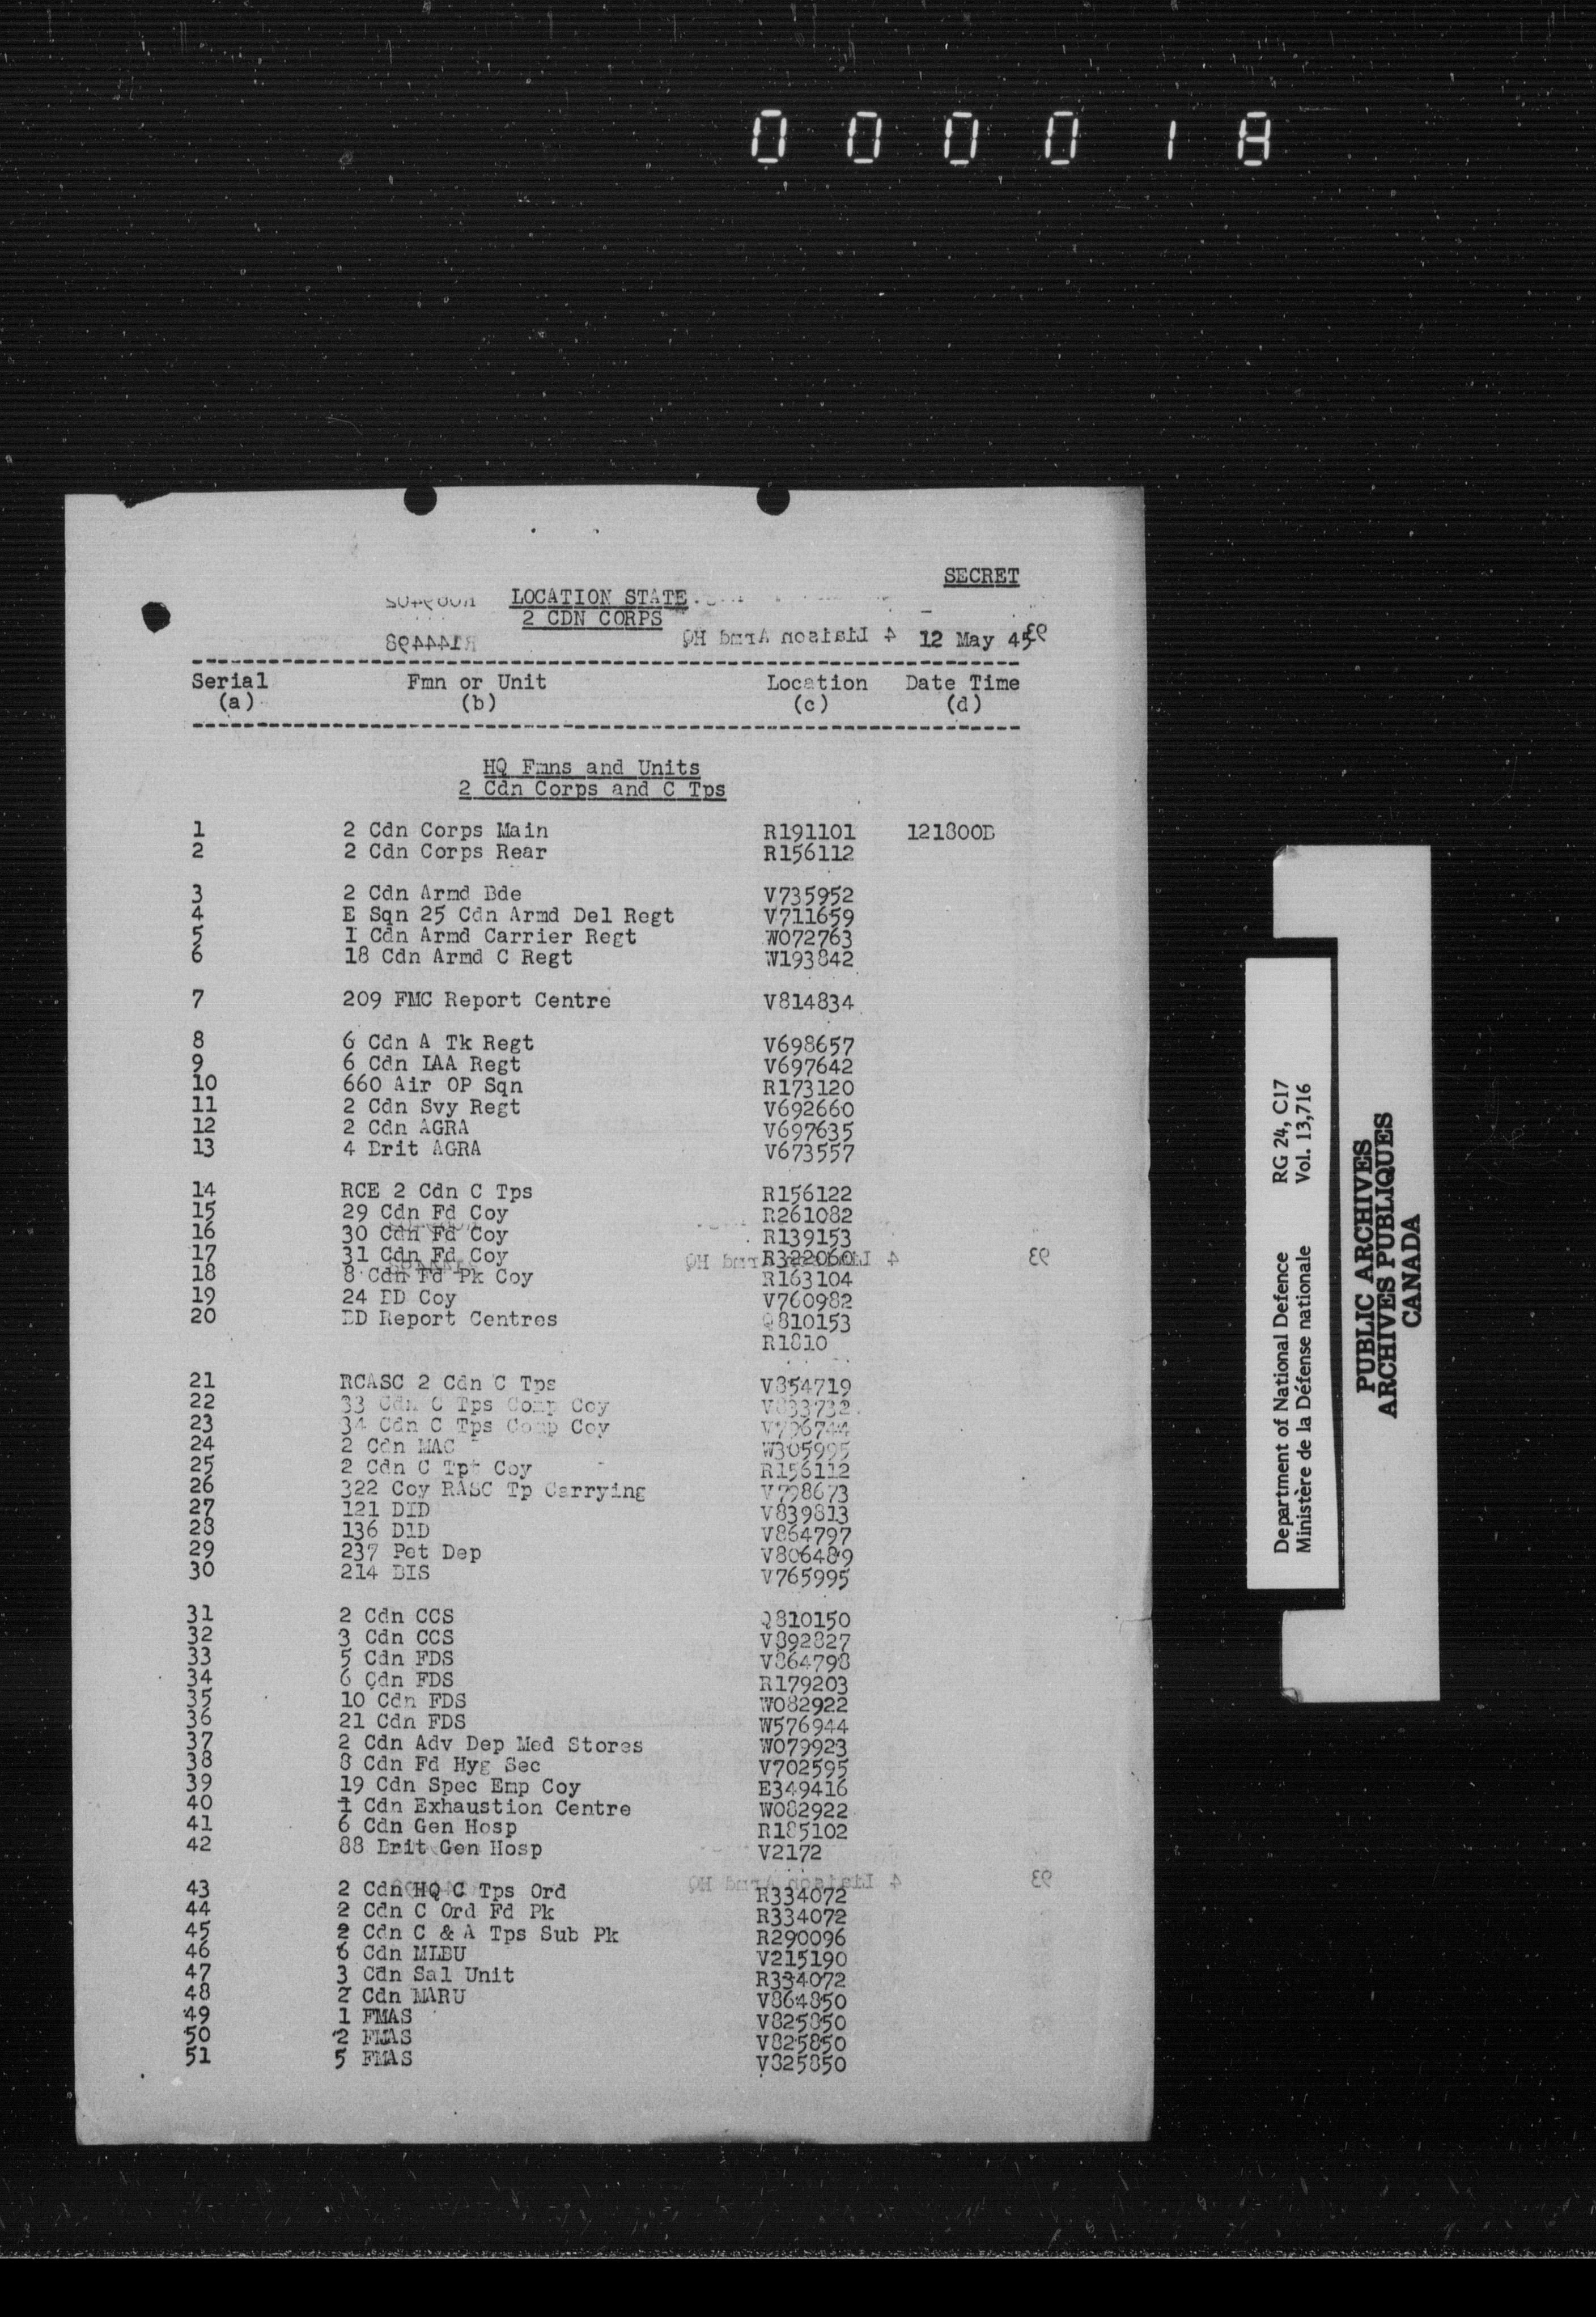 000018
SECRET
LOCATION STATE
2 CDN CORPS
12 May 45
Serial Fmn or Unit Location Date Time
(a) (b) (c) (d)
HQ Fmns and Units
2 Cdn Corps and C Tps
1 2 Cdn Corps Main R191101 121800B
2 2 Cdn Corps Rear R156112
3 2 Cdn Armd Bde V735952
4 E Sqn 25 Cdn Armd Del Regt V711659
5 1 Cdn Armd Carrier Regt W072763
6 18 Cdn Armd C Regt W193842
7 209 FMC Report Centre V814834
8 6 Cdn A Tk Regt V698657
9 6 Cdn LAA Regt V697642
10 660 Air OP Sqn R173120
11 2 Cdn Svy Regt V692660
12 2 Cdn AGRA V697635
13 4 Brit AGRA V673557
14 RCE 2 Cdn C Tps R156122
15 29 Cdn Fd Coy R261082
16 30 Cdn Fd Coy R139153
17 31 Cdn Fd Coy R322060
18 8 Cdn Fd Pk Coy R163104
19 24 BD Coy V760982
20 BD Report Centres Q810153
R1810
21 RCASC 2 Cdn C Tps V854719
22 33 Cdn C Tps Comp Coy V833732
23 34 Cdn C Tps Comp Coy V796744
24 2 Cdn MAC W305995
25 2 Cdn C Tpt Coy R156112
26 322 Coy RASC Tp Carrying V798673
27 121 DID V839813
28 136 DID V864797
29 237 Pet Dep V806489
30 214 BIS V765995
31 2 Cdn CCS Q810150
32 3 Cdn CCS V892827
33 5 Cdn FDS V864798
34 6 Cdn FDS R179203
35 10 Cdn FDS W082922
36 21 Cdn FDS W576944
37 2 Cdn Adv Dep Med Stores W079923
38 8 Cdn Fd Hyg Sec V702595
39 19 Cdn Spec Emp Coy E349416
40 1 Cdn Exhaustion Centre W082922
41 6 Cdn Gen Hosp R185102
42 88 Brit Gen Hosp V2172
43 2 Cdn HQ C Tps Ord R334072
44 2 Cdn C Ord Fd Pk R334072
45 2 Cdn C & A Tps Sub Pk R290096
46 6 Cdn MLBU V215190
47 3 Cdn Sal Unit R334072
48 2 Cdn MARU V864850
49 1 FMAS V825850
50 2 FMAS V825850
51 5 FMAS V825850
Department of National Defence RG 24, C17
Ministère de la Défense nationale Vol. 13,716
PUBLIC ARCHIVES
ARCHIVES PUBLIQUES
CANADA